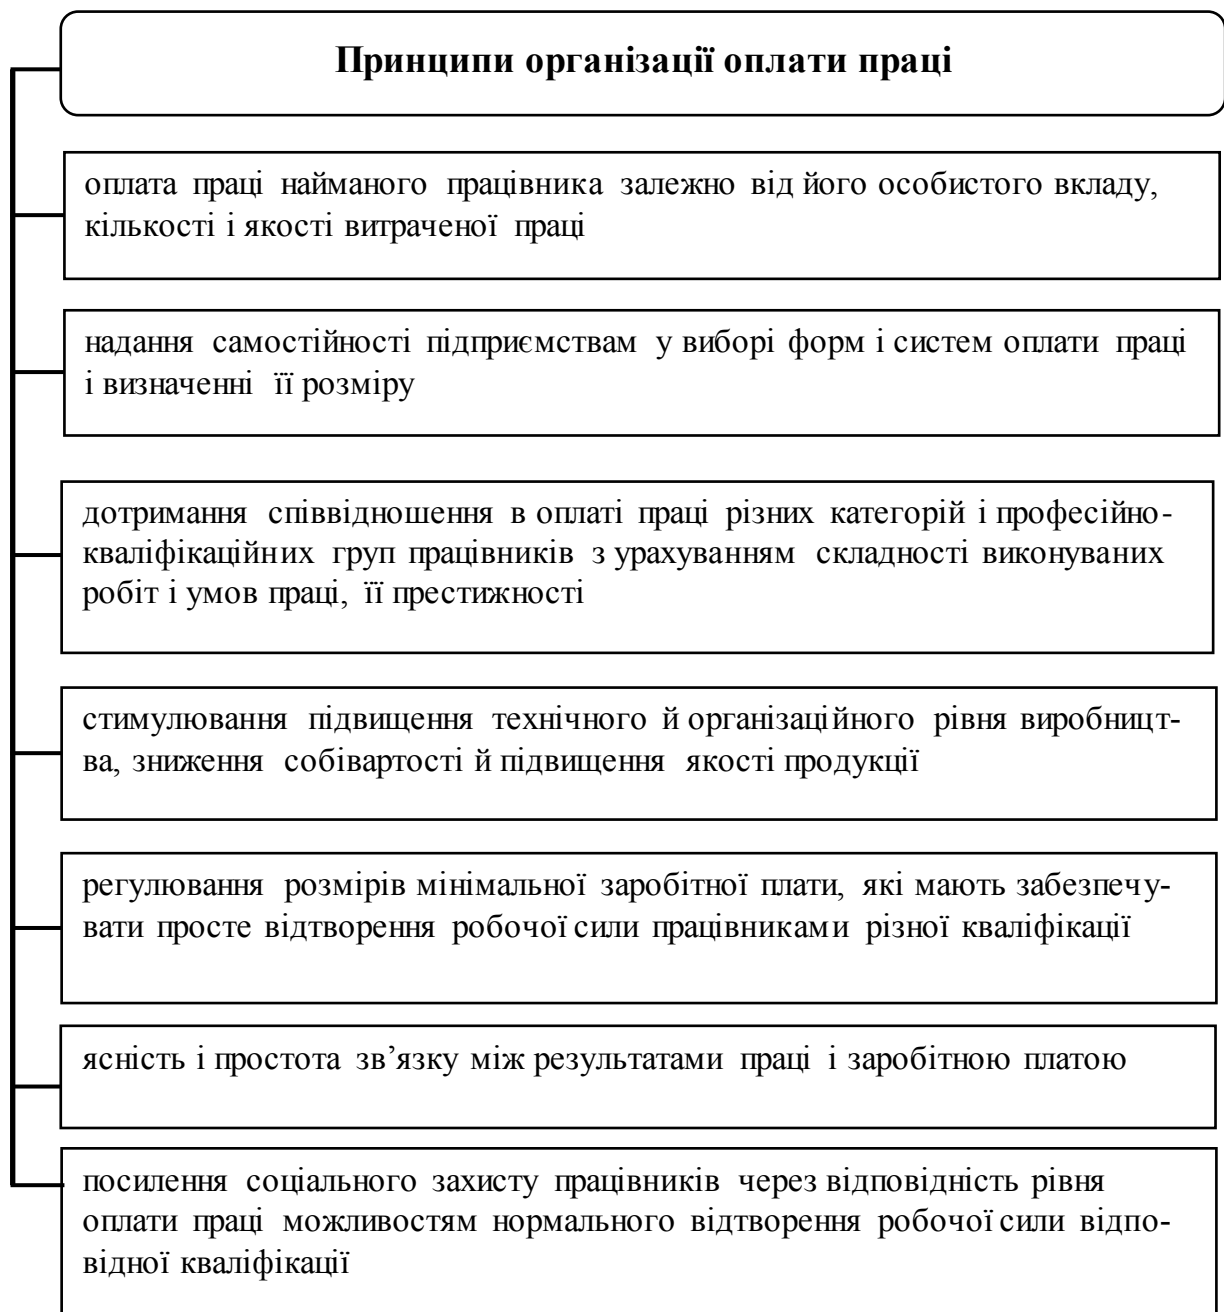 Принципи організації оплати праці
оплата праці найманого працівника залежно від його особистого вкладу,
кількості і якості витраченої праці
надання самостійності підприємствам у виборі форм і систем оплати праці
і визначенні її розміру
дотримання співвідношення в оплаті праці різних категорій і професійно-
кваліфікаційних груп працівників з урахуванням складності виконуваних
робіт і умов праці, її престижності
стимулювання підвищення технічного й організаційного рівня виробницт-
ва, зниження собівартості й підвищення якості продукції
регулювання розмірів мінімальної заробітної плати, які мають забезпечу-
вати просте відтворення робочої сили працівниками різної кваліфікації
ясність і простота зв’язку між результатами праці і заробітною платою
посилення соціального захисту працівників через відповідність рівня
оплати праці можливостям нормального відтворення робочої сили відпо-
відної кваліфікації